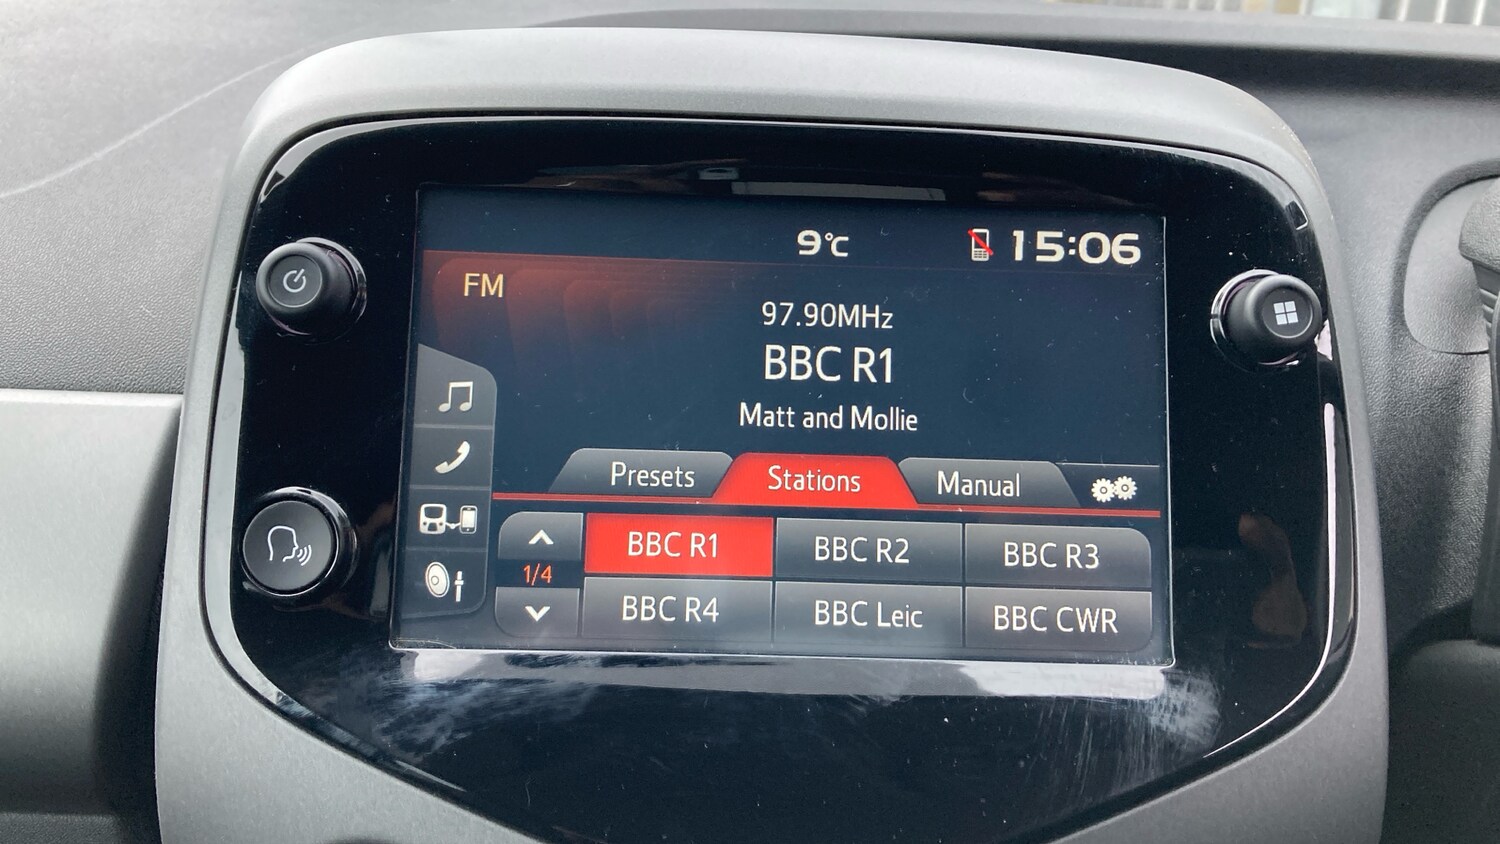 9°C 15:06
FM
97.90MHz
BBC R1
Matt and Mollie
Presets Stations Manual
BBC R1 BBC R2 BBC R3
1/4
BBC R4 BBC Leic BBC CWR